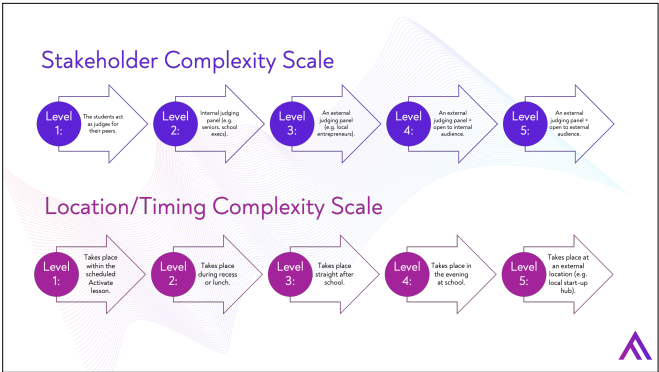 Stakeholder Complexity Scale
Level
1:
The students act
as judges for
their peers.
Level
2:
Internal judging
panel (e.g.
seniors, school
execs).
Level
3:
An external
judging panel
(e.g. local
entrepreneurs).
Level
4:
An external
judging panel +
open to internal
audience.
Level
5:
An external
judging panel +
open to external
audience.
Location/Timing Complexity Scale
Level
1:
Takes place
within the
scheduled
Activate
lesson.
Level
2:
Takes place
during recess
or lunch.
Level
3:
Takes place
straight after
school.
Level
4:
Takes place in
the evening
at school.
Level
5:
Takes place at
an external
location (e.g.
local start-up
hub).